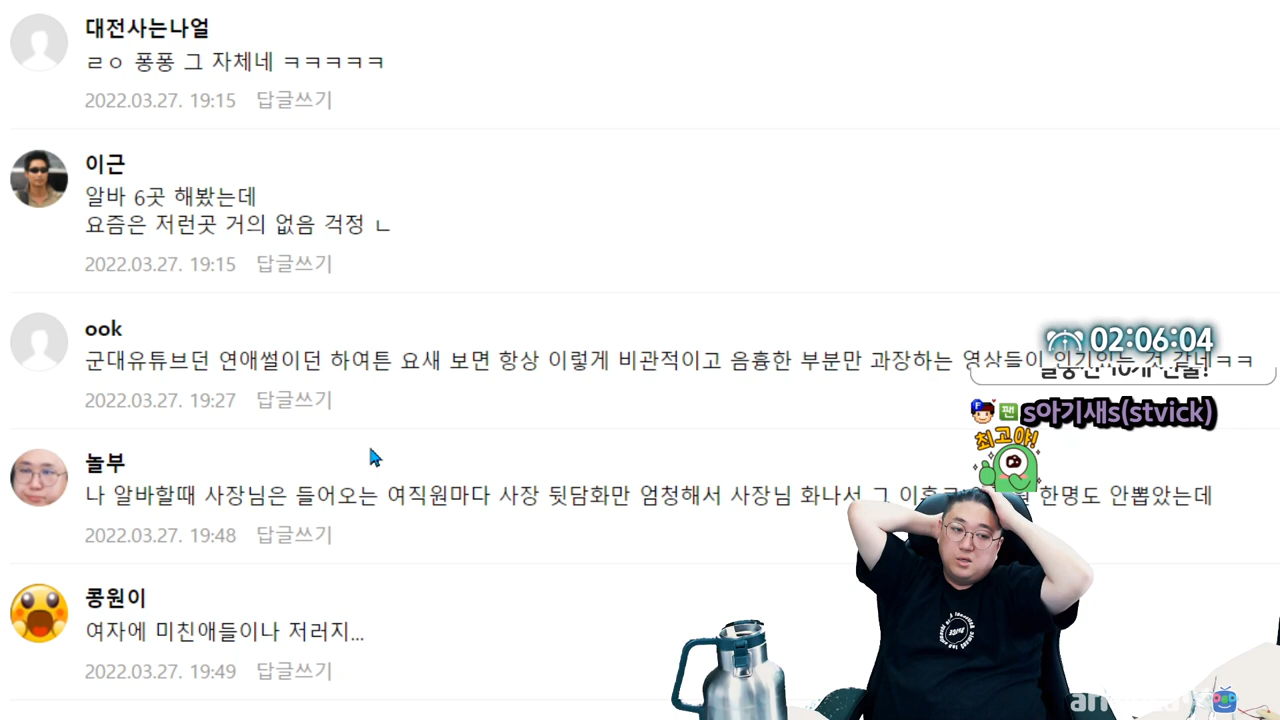 대전사는나얼
ㄹㅇ 퐁퐁 그 자체네 ㅋㅋㅋㅋㅋ
2022.03.27. 19:15 답글쓰기
이근
알바 6곳 해봤는데
요즘은 저런곳 거의 없음 걱정 ㄴ
2022.03.27. 19:15 답글쓰기
ook
02:06:04
군대유튜브던 연애썰이던 하여튼 요새 보면 항상 이렇게 비관적이고 음흉한 부분만 과장하는 영상들이 인기있는 것 같네ㅋㅋ
2022.03.27. 19:27 답글쓰기
팬 s아기새s(stvick)
최고야!
놀부
나 알바할때 사장님은 들어오는 여직원마다 사장 뒷담화만 엄청해서 사장님 화나서 그 한명도 안뽑았는데
2022.03.27. 19:48 답글쓰기
콩원이
여자에 미친애들이나 저러지...
2022.03.27. 19:49 답글쓰기